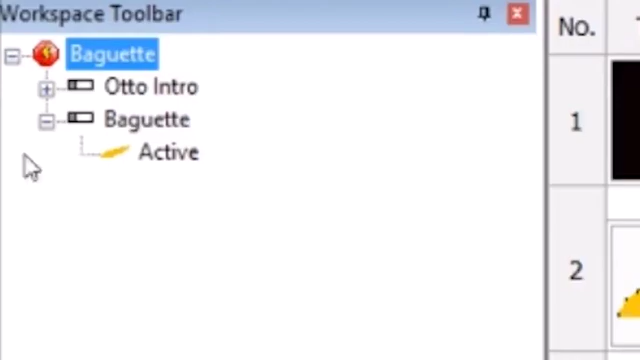 Workspace Toolbar
No.
Baguette
Otto Intro
1
Baguette
Active
2